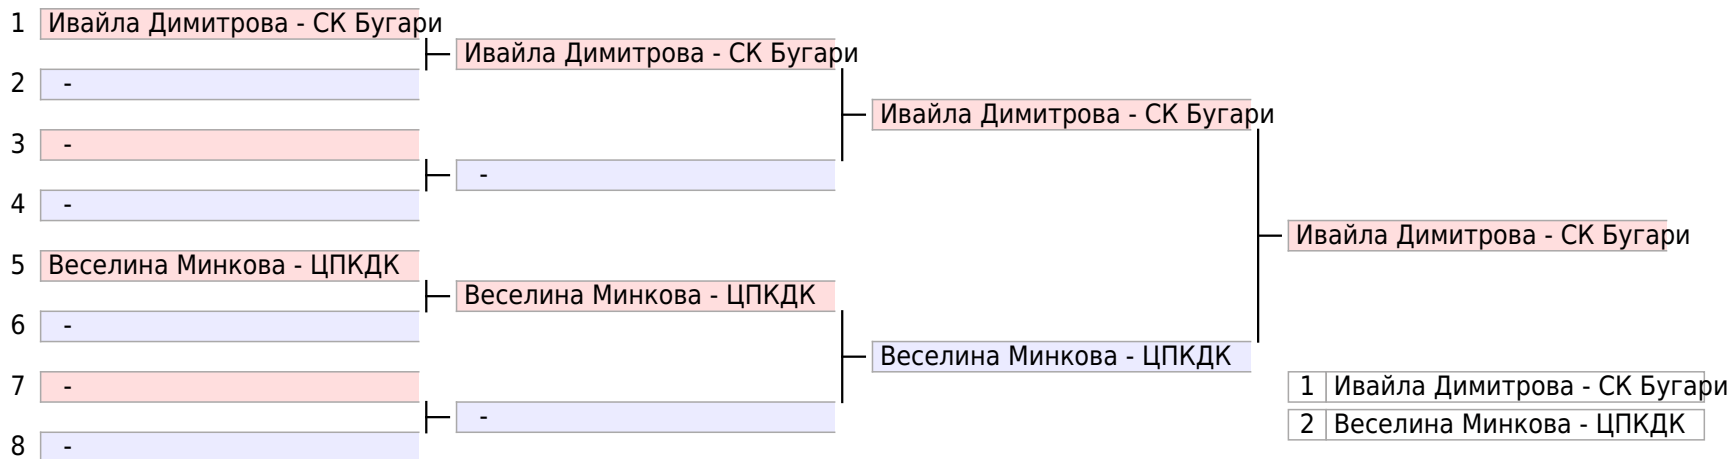 1 Ивайла Димитрова - СК Бугари
Ивайла Димитрова - СК Бугари
2 -
Ивайла Димитрова - СК Бугари
3 -
-
4 -
Ивайла Димитрова - СК Бугари
5 Веселина Минкова - ЦПКДК
Веселина Минкова - ЦПКДК
6 -
Веселина Минкова - ЦПКДК
7 -
1 Ивайла Димитрова - СК Бугари
-
2 Веселина Минкова - ЦПКДК
8 -